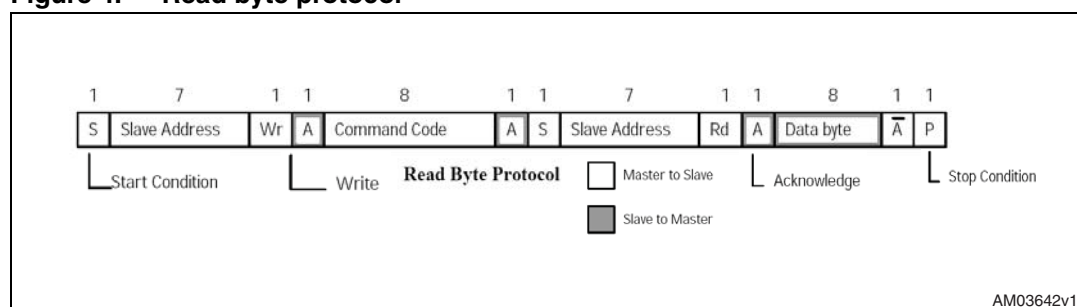 Figure 4. Read byte protocol
1 7 1 1 8 1 1 7 1 1 8 1 1
S Slave Address Wr A Command Code A S Slave Address Rd A Data byte A̅ P
Start Condition Write Read Byte Protocol Master to Slave Acknowledge Stop Condition
Slave to Master
AM03642v1